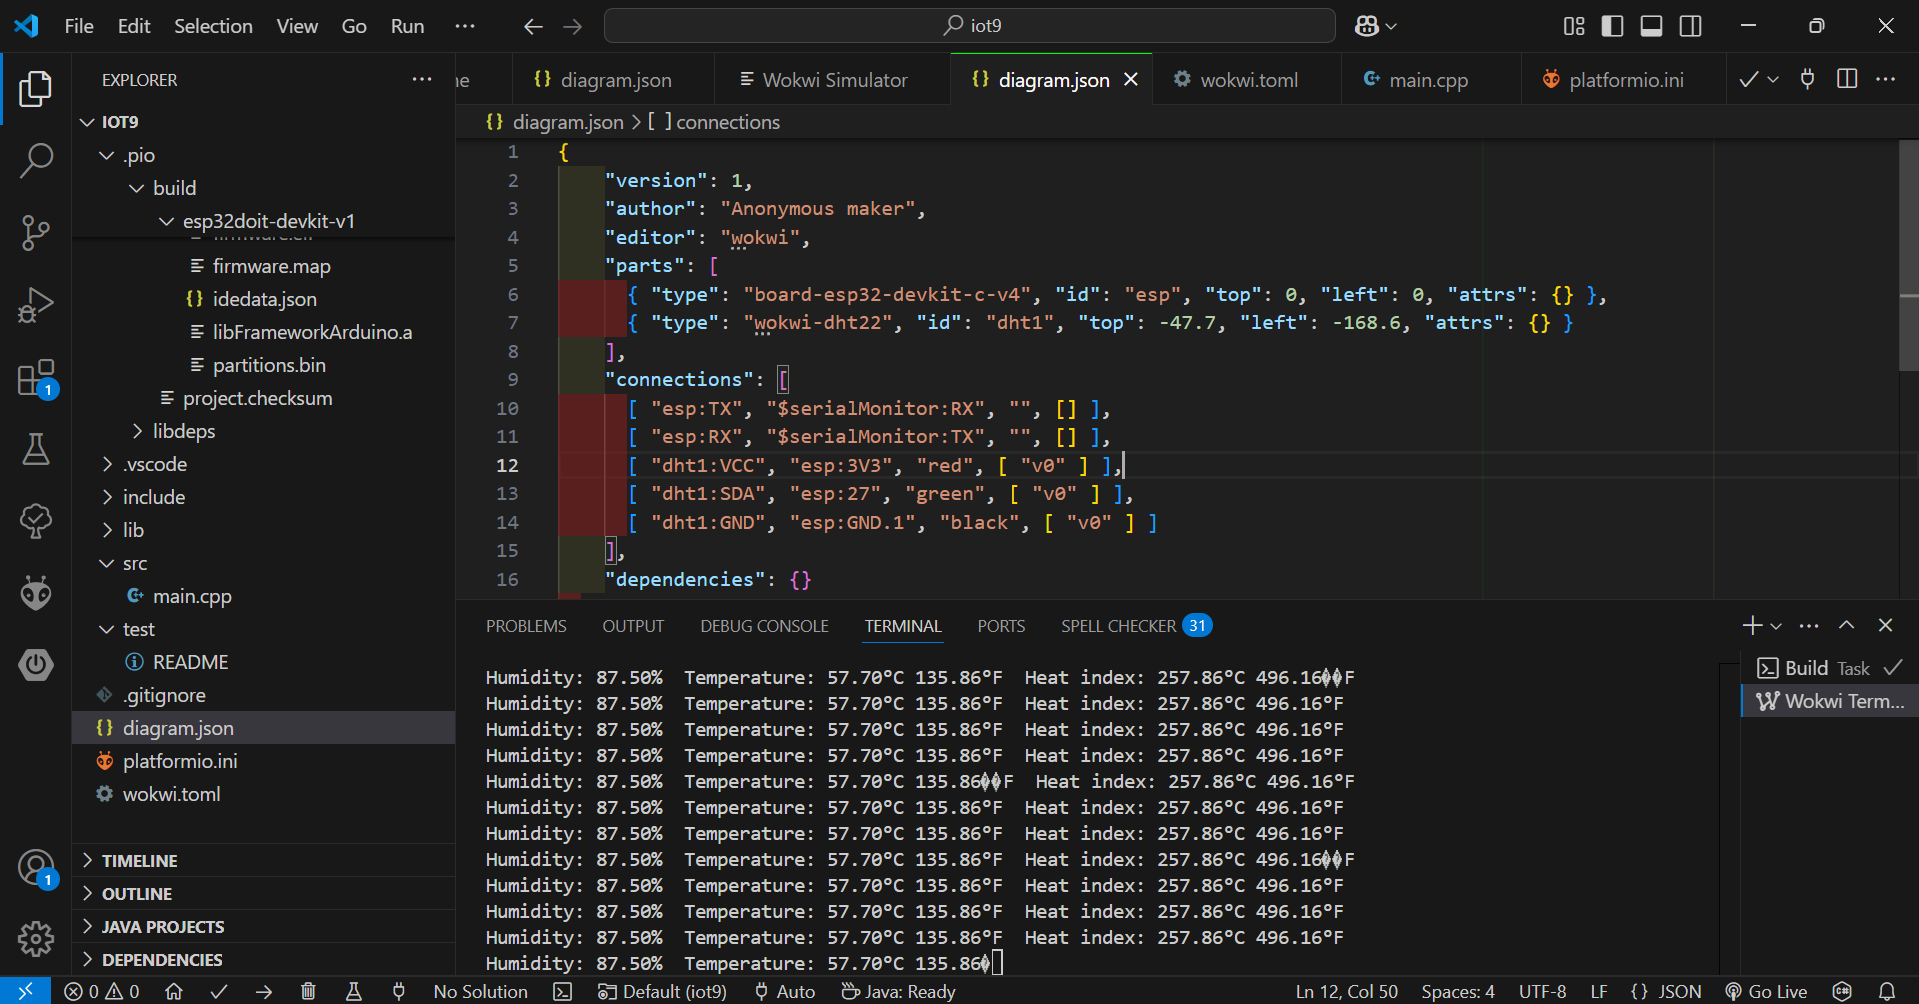 File Edit Selection View Go Run ···
iot9
EXPLORER ···
IOT9
.pio
build
esp32doit-devkit-v1
firmware.map
idedata.json
libFrameworkArduino.a
partitions.bin
project.checksum
libdeps
.vscode
include
lib
src
main.cpp
test
README
.gitignore
diagram.json
platformio.ini
wokwi.toml
TIMELINE
OUTLINE
JAVA PROJECTS
DEPENDENCIES
1
1
ne {} diagram.json Wokwi Simulator {} diagram.json wokwi.toml main.cpp platformio.ini
{} diagram.json > [ ] connections
1 {
2 "version": 1,
3 "author": "Anonymous maker",
4 "editor": "wokwi",
5 "parts": [
6 { "type": "board-esp32-devkit-c-v4", "id": "esp", "top": 0, "left": 0, "attrs": {} },
7 { "type": "wokwi-dht22", "id": "dht1", "top": -47.7, "left": -168.6, "attrs": {} }
8 ],
9 "connections": [
10 [ "esp:TX", "$serialMonitor:RX", "", [] ],
11 [ "esp:RX", "$serialMonitor:TX", "", [] ],
12 [ "dht1:VCC", "esp:3V3", "red", [ "v0" ] ],
13 [ "dht1:SDA", "esp:27", "green", [ "v0" ] ],
14 [ "dht1:GND", "esp:GND.1", "black", [ "v0" ] ]
15 ],
16 "dependencies": {}
PROBLEMS OUTPUT DEBUG CONSOLE TERMINAL PORTS SPELL CHECKER 31
Humidity: 87.50% Temperature: 57.70°C 135.86°F Heat index: 257.86°C 496.16��F
Humidity: 87.50% Temperature: 57.70°C 135.86°F Heat index: 257.86°C 496.16°F
Humidity: 87.50% Temperature: 57.70°C 135.86°F Heat index: 257.86°C 496.16°F
Humidity: 87.50% Temperature: 57.70°C 135.86°F Heat index: 257.86°C 496.16°F
Humidity: 87.50% Temperature: 57.70°C 135.86��F Heat index: 257.86°C 496.16°F
Humidity: 87.50% Temperature: 57.70°C 135.86°F Heat index: 257.86°C 496.16°F
Humidity: 87.50% Temperature: 57.70°C 135.86°F Heat index: 257.86°C 496.16°F
Humidity: 87.50% Temperature: 57.70°C 135.86°F Heat index: 257.86°C 496.16��F
Humidity: 87.50% Temperature: 57.70°C 135.86°F Heat index: 257.86°C 496.16°F
Humidity: 87.50% Temperature: 57.70°C 135.86°F Heat index: 257.86°C 496.16°F
Humidity: 87.50% Temperature: 57.70°C 135.86°F Heat index: 257.86°C 496.16°F
Humidity: 87.50% Temperature: 57.70°C 135.86�
Build Task
Wokwi Term...
0 0 No Solution Default (iot9) Auto Java: Ready Ln 12, Col 50 Spaces: 4 UTF-8 LF {} JSON Go Live